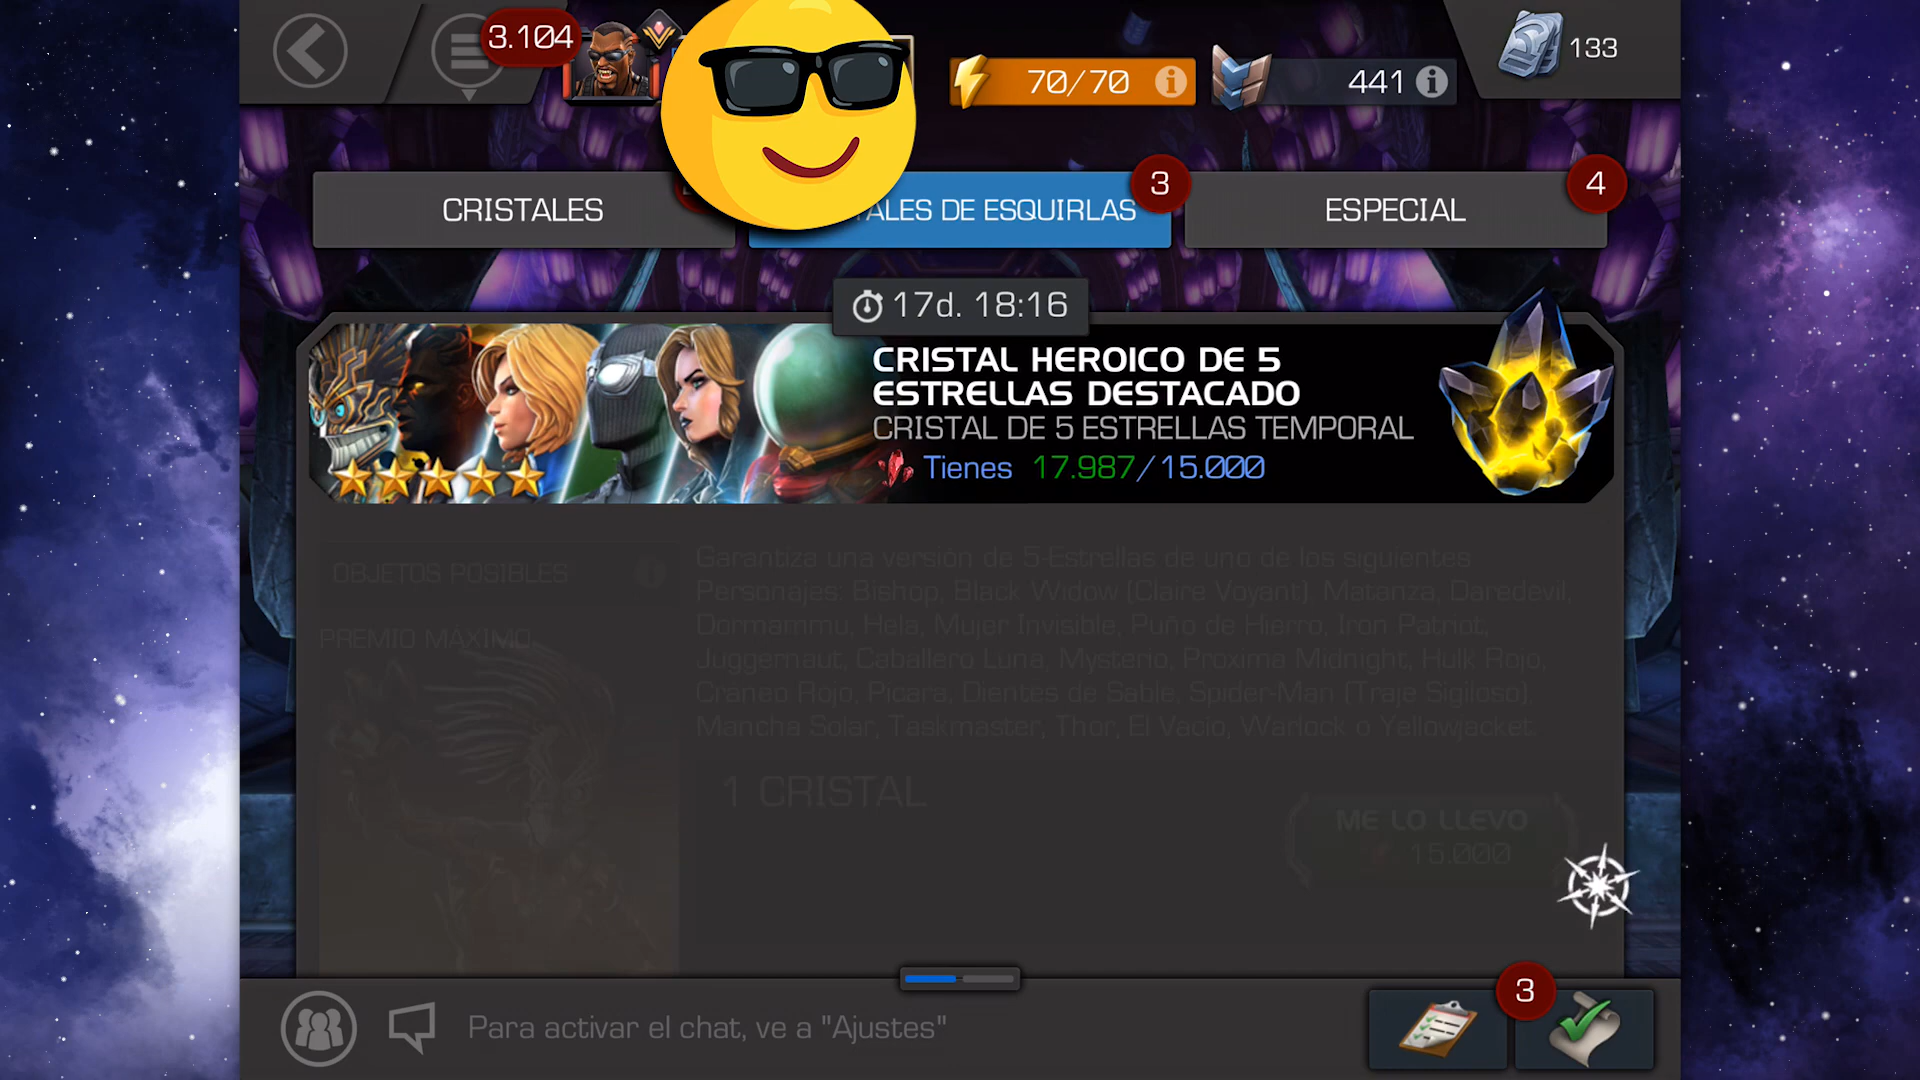 3.104
70/70
441
133
CRISTALES
ALES DE ESQUIRLAS
3
ESPECIAL
4
17d. 18:16
CRISTAL HEROICO DE 5
ESTRELLAS DESTACADO
CRISTAL DE 5 ESTRELLAS TEMPORAL
Tienes 17.987/15.000
OBJETOS POSIBLES
PREMIO MÁXIMO
Garantiza una versión de 5-Estrellas de uno de los siguientes
Personajes: Bishop, Black Widow (Claire Voyant), Matanza, Daredevil,
Dormammu, Hela, Mujer Invisible, Puño de Hierro, Iron Patriot,
Juggernaut, Caballero Luna, Mysterio, Proxima Midnight, Hulk Rojo,
Craneo Rojo, Picara, Dientes de Sable, Spider-Man (Traje Sigiloso),
Mancha Solar, Taskmaster, Thor, El Vacio, Warlock o Yellowjacket.
1 CRISTAL
ME LO LLEVO
15.000
Para activar el chat, ve a "Ajustes"
3